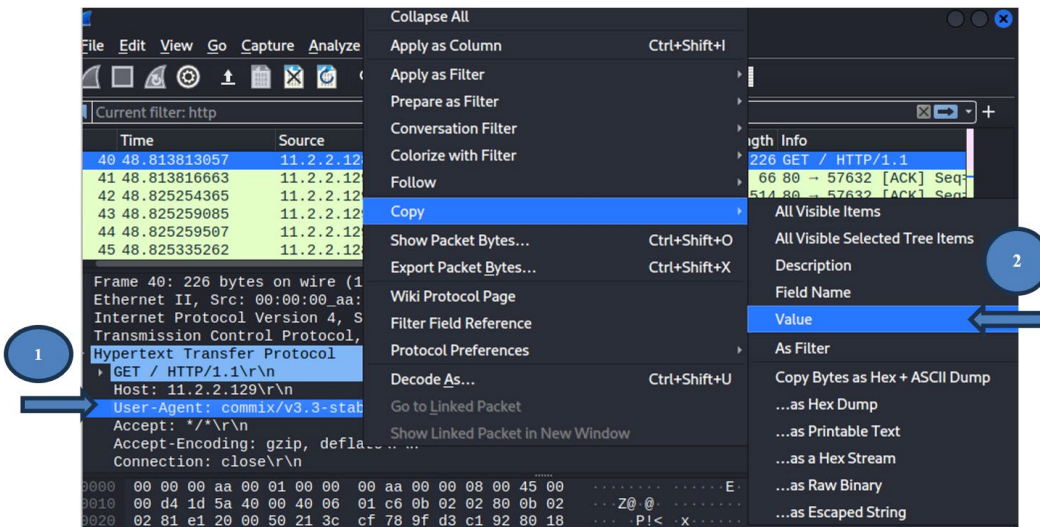 Collapse All
File Edit View Go Capture Analyze
Apply as Column Ctrl+Shift+I
Apply as Filter
Prepare as Filter
Current filter: http
Conversation Filter
Colorize with Filter
Follow
Time Source
Info
40 48.813813057 11.2.2.12
226 GET / HTTP/1.1
41 48.813816663 11.2.2.129
66 80 → 57632 [ACK] Seq=
42 48.825254365 11.2.2.129
514 80 → 57632 [ACK] Seq=
43 48.825259085 11.2.2.129
44 48.825259507 11.2.2.129
45 48.825335262 11.2.2.12
Copy
Show Packet Bytes... Ctrl+Shift+O
Export Packet Bytes... Ctrl+Shift+X
Wiki Protocol Page
Filter Field Reference
Protocol Preferences
Decode As... Ctrl+Shift+U
Go to Linked Packet
Show Linked Packet in New Window
All Visible Items
All Visible Selected Tree Items
Description
Field Name
Value
As Filter
Copy Bytes as Hex + ASCII Dump
...as Hex Dump
...as Printable Text
...as a Hex Stream
...as Raw Binary
...as Escaped String
2
1
Frame 40: 226 bytes on wire (1
Ethernet II, Src: 00:00:00_aa:
Internet Protocol Version 4, S
Transmission Control Protocol,
Hypertext Transfer Protocol
GET / HTTP/1.1\r\n
Host: 11.2.2.129\r\n
User-Agent: commix/v3.3-stab
Accept: */*\r\n
Accept-Encoding: gzip,
Connection: close\r\n
0000 00 00 00 aa 00 01 00 00 00 aa 00 00 08 00 45 00 ········ ······E·
0010 00 d4 1d 5a 40 00 40 06 01 c6 0b 02 02 80 0b 02 ···Z@·@· ········
0020 02 81 e1 20 00 50 21 3c cf 78 9f d3 c1 92 80 18 ··· ·P!< ·x······